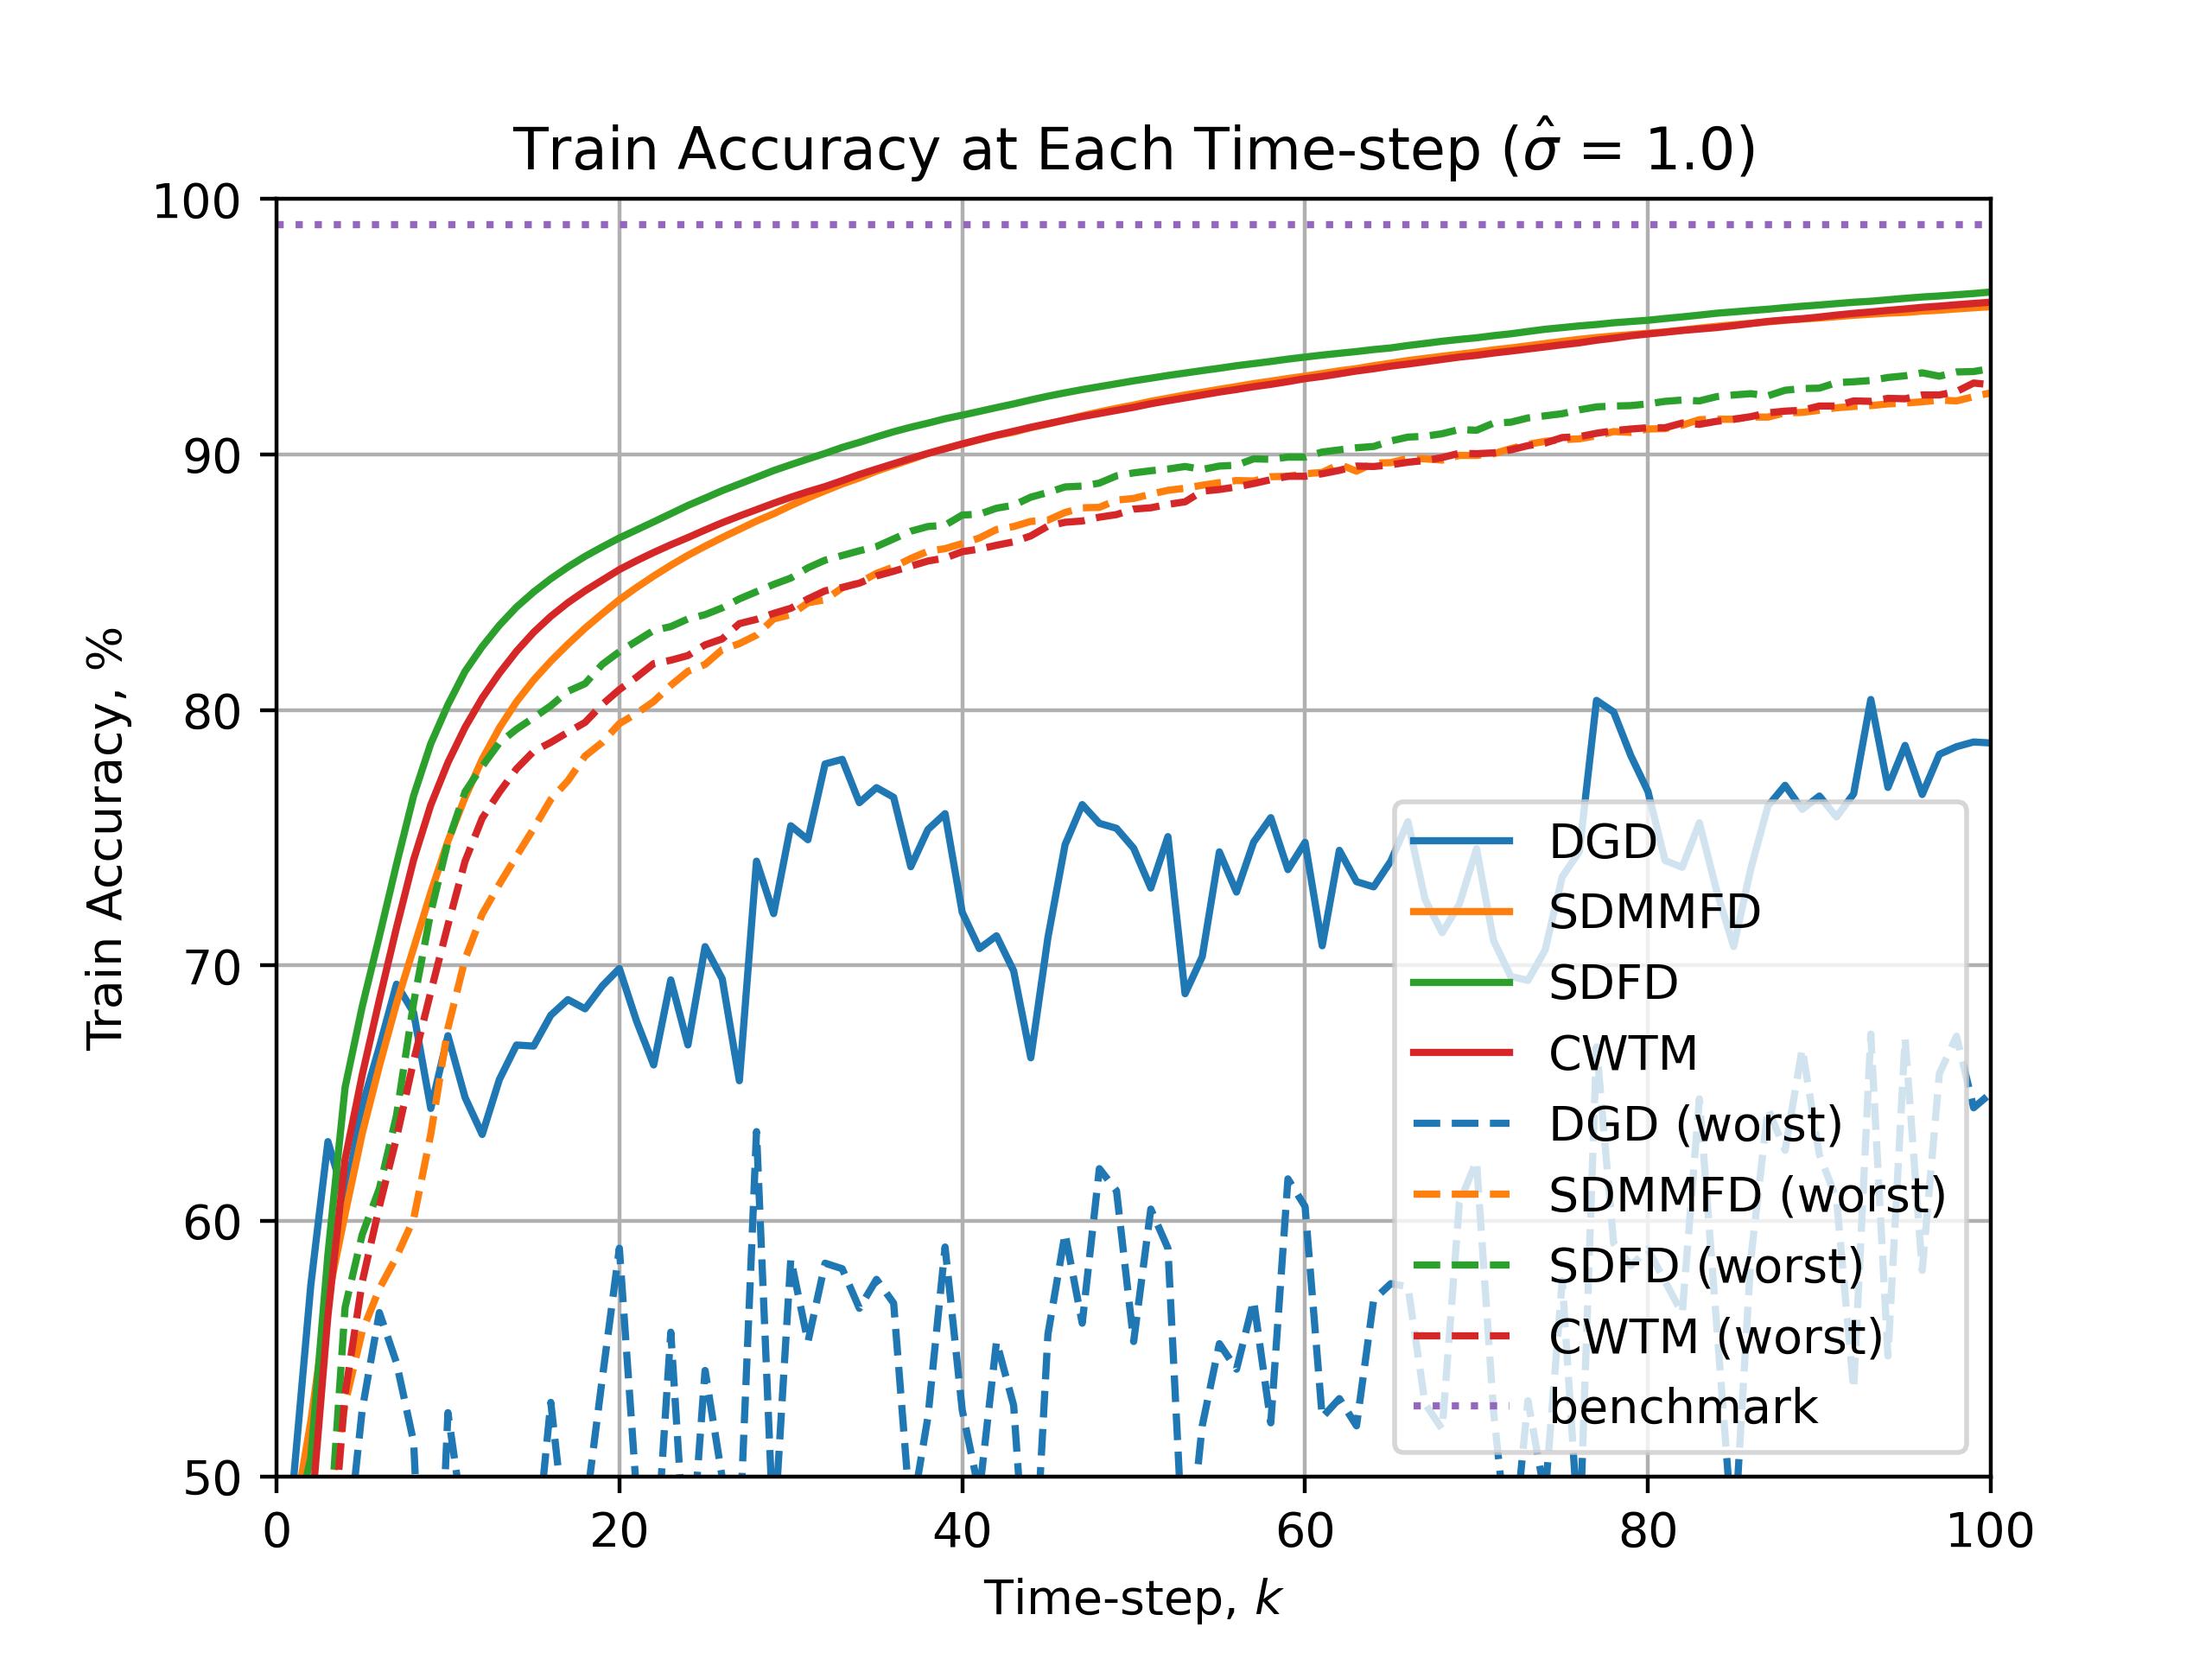 Train Accuracy at Each Time-step (σ̂ = 1.0)
Train Accuracy, %
100
90
80
70
60
50
0 20 40 60 80 100
Time-step, k
DGD
SDMMFD
SDFD
CWTM
DGD (worst)
SDMMFD (worst)
SDFD (worst)
CWTM (worst)
benchmark